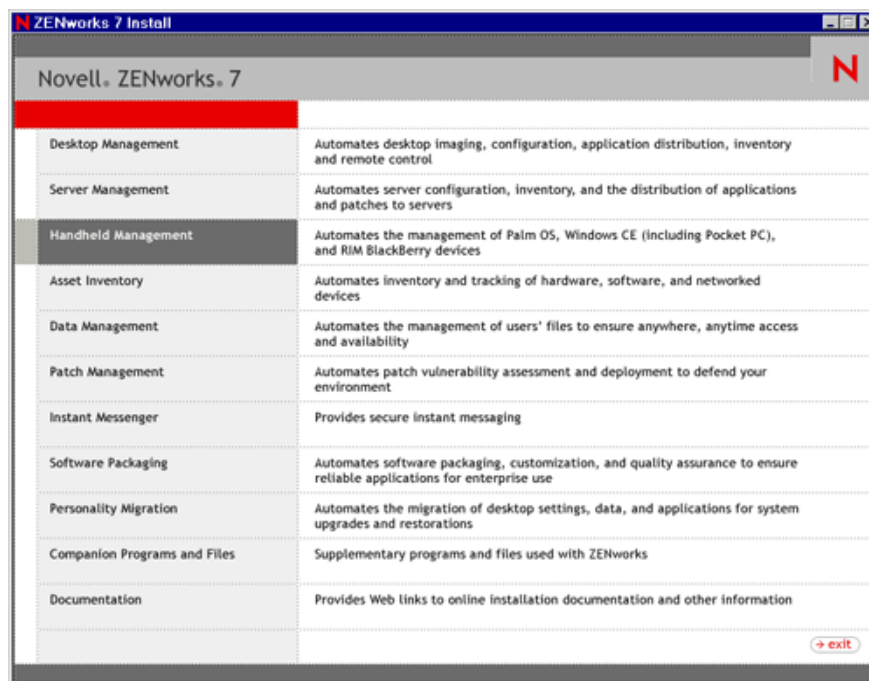 N ZENworks 7 Install
Novell® ZENworks® 7
N
Desktop Management
Automates desktop imaging, configuration, application distribution, inventory
and remote control
Server Management
Automates server configuration, inventory, and the distribution of applications
and patches to servers
Handheld Management
Automates the management of Palm OS, Windows CE (including Pocket PC),
and RIM BlackBerry devices
Asset Inventory
Automates inventory and tracking of hardware, software, and networked
devices
Data Management
Automates the management of users' files to ensure anywhere, anytime access
and availability
Patch Management
Automates patch vulnerability assessment and deployment to defend your
environment
Instant Messenger
Provides secure instant messaging
Software Packaging
Automates software packaging, customization, and quality assurance to ensure
reliable applications for enterprise use
Personality Migration
Automates the migration of desktop settings, data, and applications for system
upgrades and restorations
Companion Programs and Files
Supplementary programs and files used with ZENworks
Documentation
Provides Web links to online installation documentation and other information
exit